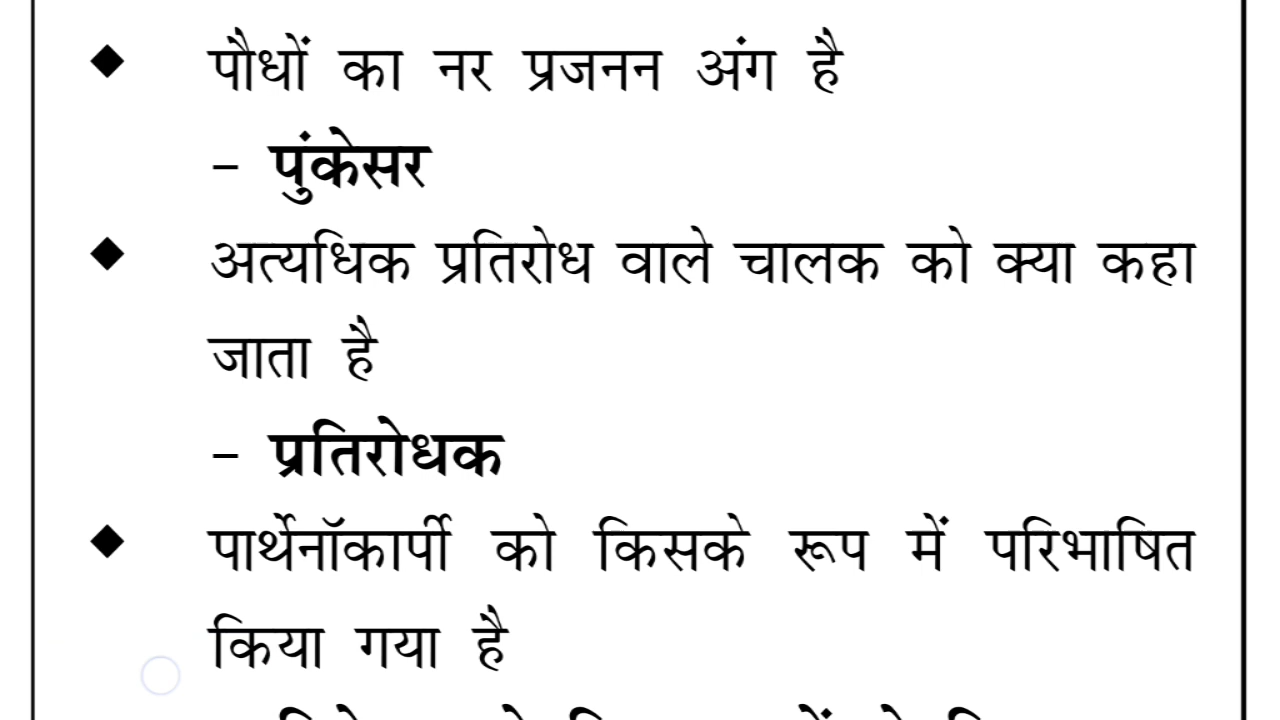 ◆ पौधों का नर प्रजनन अंग है
– पुंकेसर
◆ अत्यधिक प्रतिरोध वाले चालक को क्या कहा
जाता है
– प्रतिरोधक
◆ पार्थेनॉकार्पी को किसके रूप में परिभाषित
किया गया है